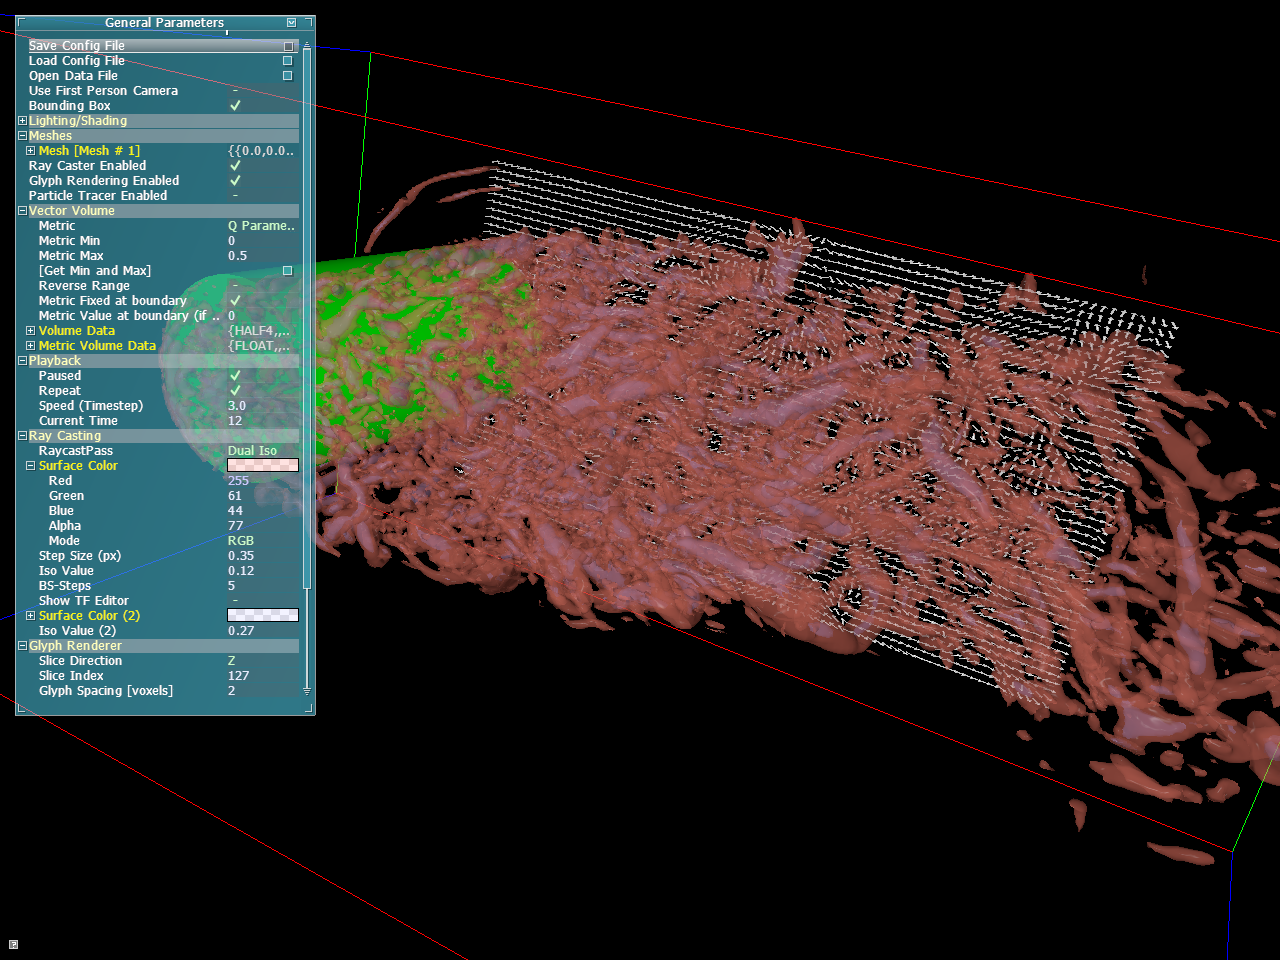 General Parameters
Save Config File
Load Config File
Open Data File
Use First Person Camera -
Bounding Box
Lighting/Shading
Meshes
Mesh [Mesh # 1] {{0.0,0.0..
Ray Caster Enabled
Glyph Rendering Enabled
Particle Tracer Enabled -
Vector Volume
Metric Q Parame..
Metric Min 0
Metric Max 0.5
[Get Min and Max]
Reverse Range -
Metric Fixed at boundary
Metric Value at boundary (if .. 0
Volume Data {HALF4,,..
Metric Volume Data {FLOAT,,..
Playback
Paused
Repeat
Speed (Timestep) 3.0
Current Time 12
Ray Casting
RaycastPass Dual Iso
Surface Color
Red 255
Green 61
Blue 44
Alpha 77
Mode RGB
Step Size (px) 0.35
Iso Value 0.12
BS-Steps 5
Show TF Editor -
Surface Color (2)
Iso Value (2) 0.27
Glyph Renderer
Slice Direction Z
Slice Index 127
Glyph Spacing [voxels] 2
?